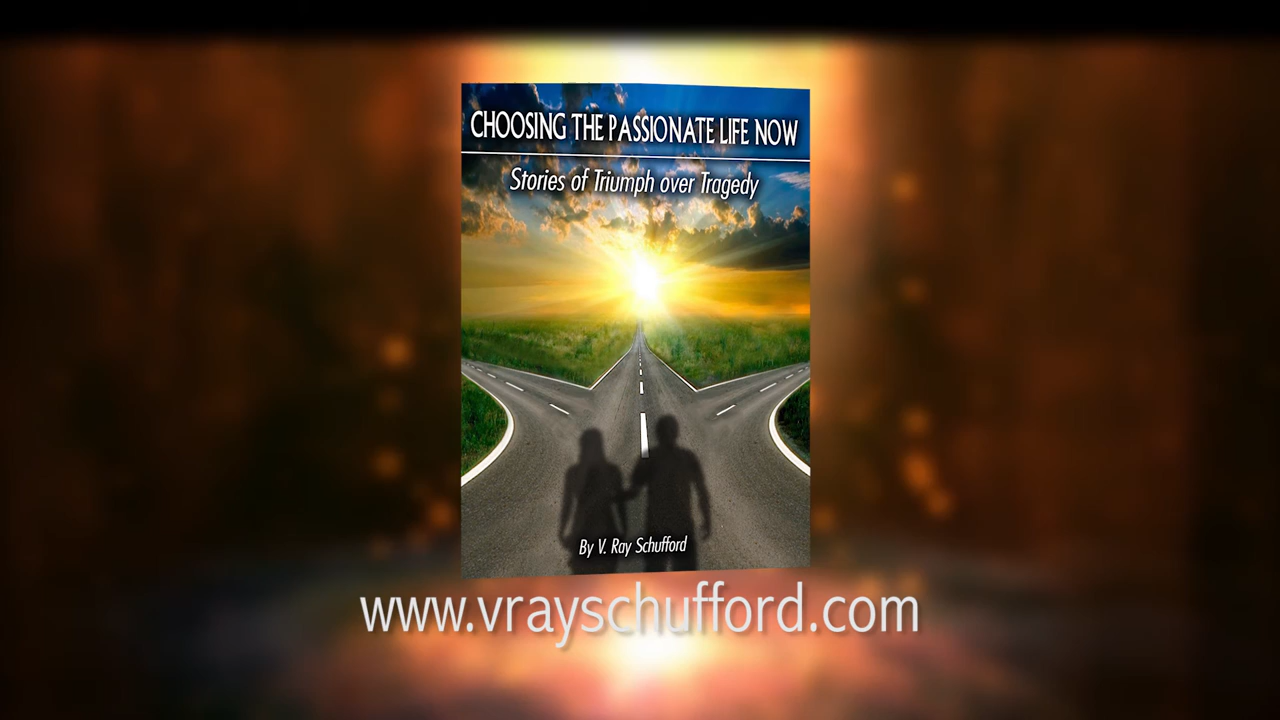 CHOOSING THE PASSIONATE LIFE NOW
Stories of Triumph over Tragedy
By V. Ray Schufford
www.vrayschufford.com